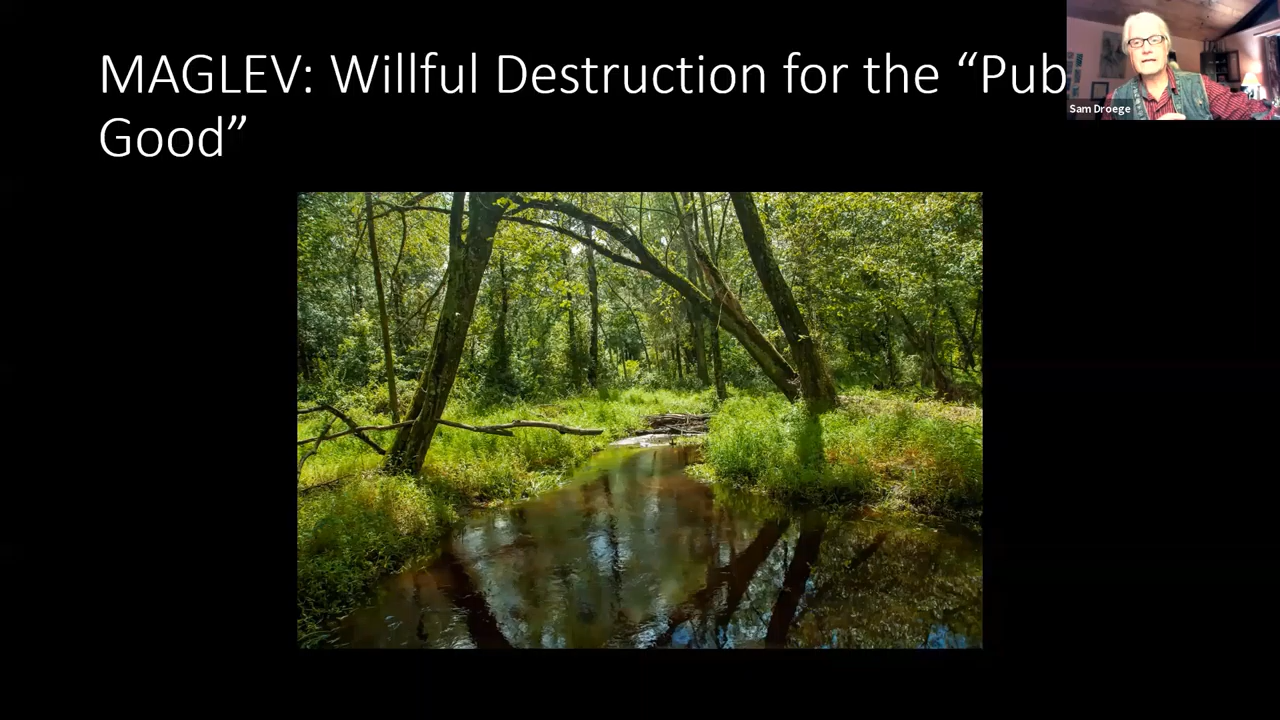 MAGLEV: Willful Destruction for the “Pub
Good”
Sam Droege